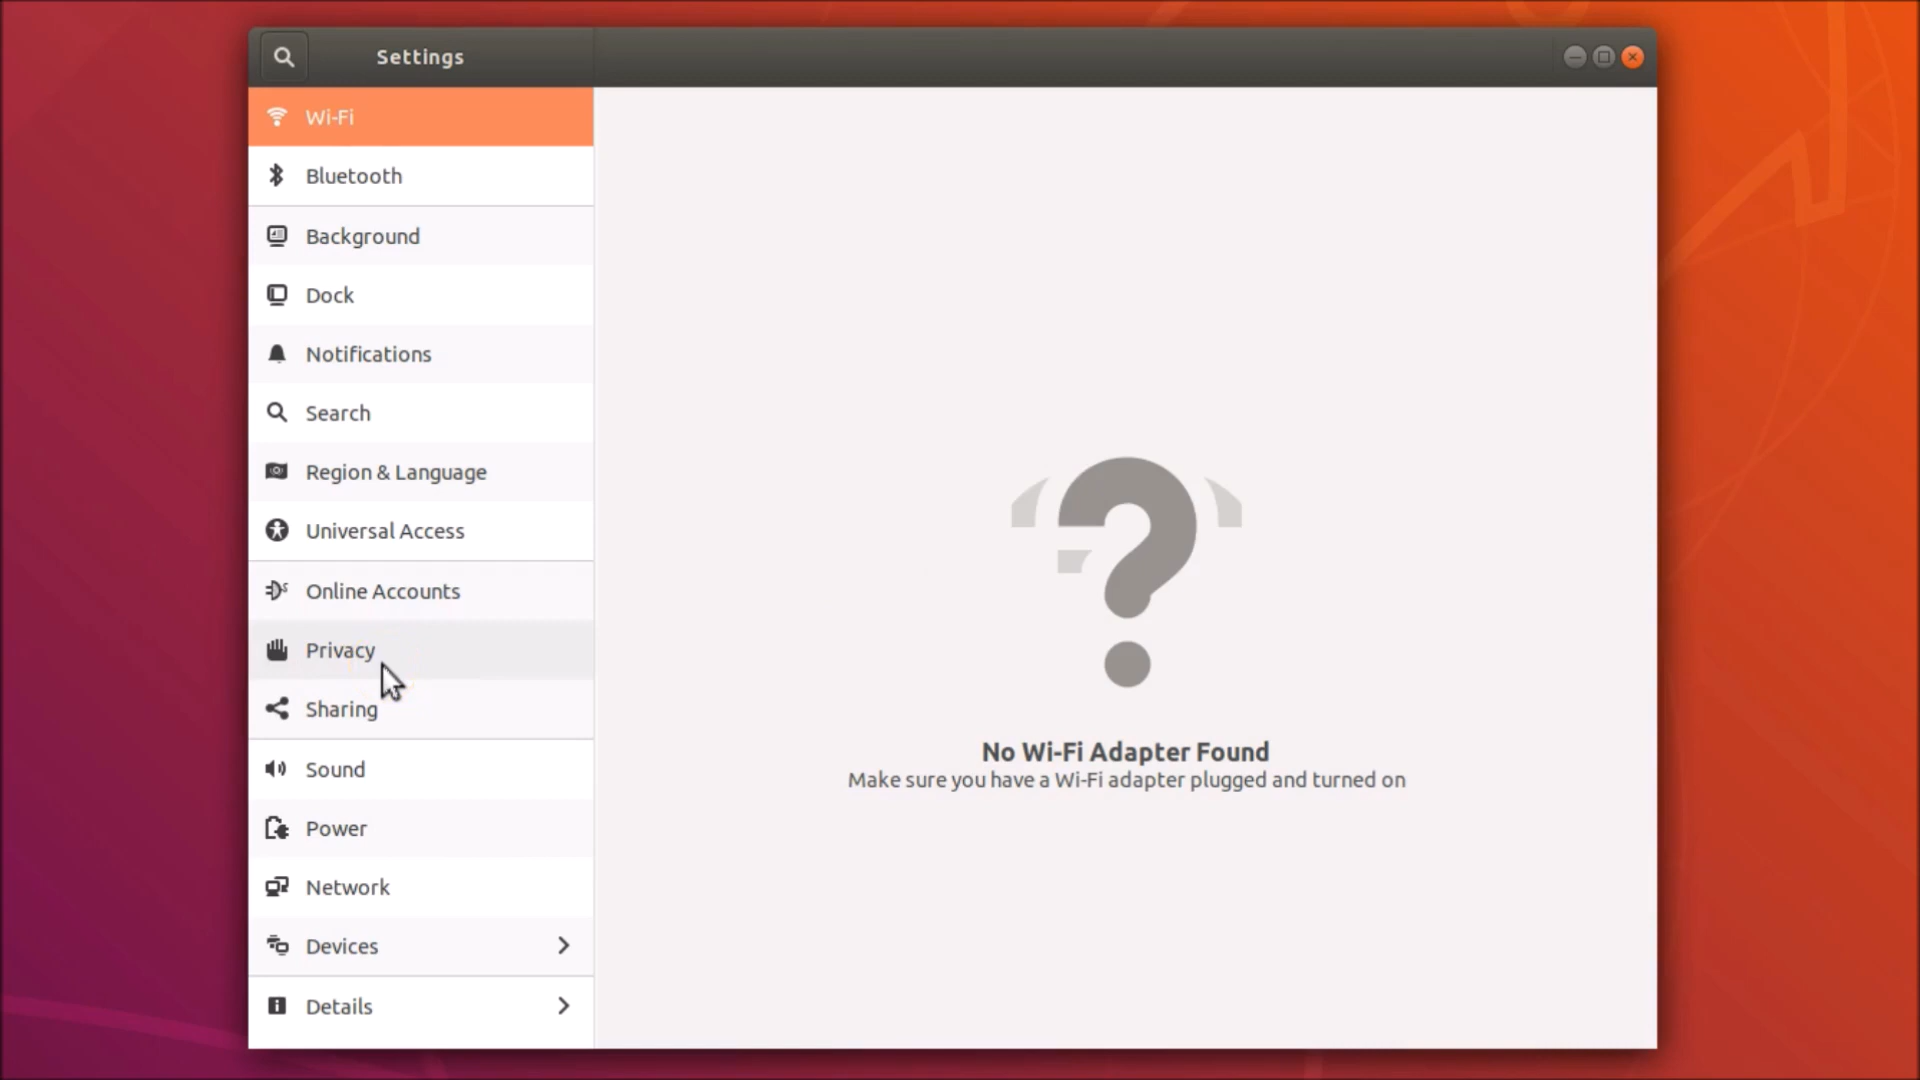 Settings
Wi-Fi
Bluetooth
Background
Dock
Notifications
Search
Region & Language
Universal Access
Online Accounts
Privacy
Sharing
Sound
Power
Network
Devices
Details
No Wi-Fi Adapter Found
Make sure you have a Wi-Fi adapter plugged and turned on